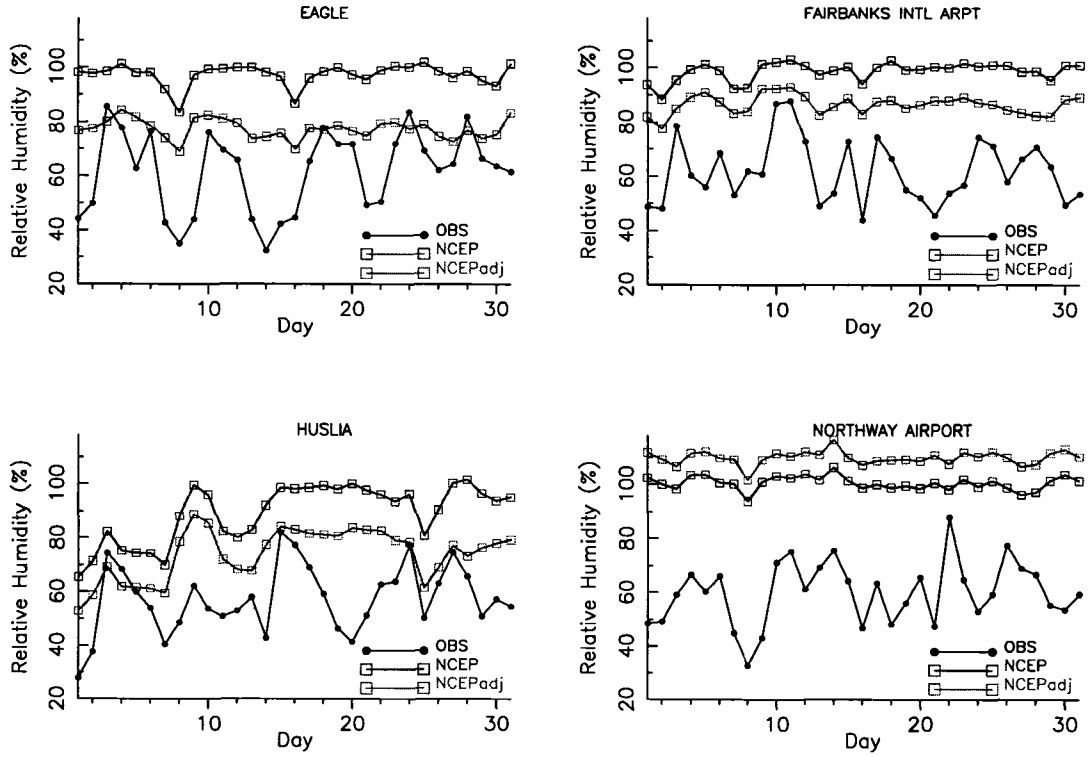 EAGLE
Relative Humidity (%)
100
80
60
40
20
10
20
30
Day
OBS
NCEP
NCEPadj
FAIRBANKS INTL ARPT
Relative Humidity (%)
100
80
60
40
20
10
20
30
Day
OBS
NCEP
NCEPadj
HUSLIA
Relative Humidity (%)
100
80
60
40
20
10
20
30
Day
OBS
NCEP
NCEPadj
NORTHWAY AIRPORT
Relative Humidity (%)
100
80
60
40
20
10
20
30
Day
OBS
NCEP
NCEPadj